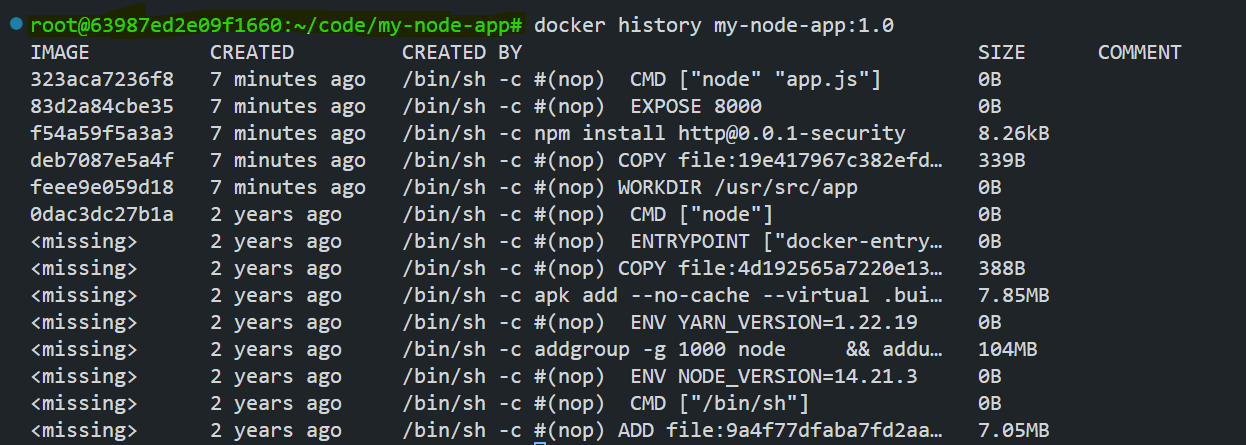 root@63987ed2e09f1660:~/code/my-node-app# docker history my-node-app:1.0
IMAGE CREATED CREATED BY SIZE COMMENT
323aca7236f8 7 minutes ago /bin/sh -c #(nop) CMD ["node" "app.js"] 0B
83d2a84cbe35 7 minutes ago /bin/sh -c #(nop) EXPOSE 8000 0B
f54a59f5a3a3 7 minutes ago /bin/sh -c npm install http@0.0.1-security 8.26kB
deb7087e5a4f 7 minutes ago /bin/sh -c #(nop) COPY file:19e417967c382efd… 339B
feee9e059d18 7 minutes ago /bin/sh -c #(nop) WORKDIR /usr/src/app 0B
0dac3dc27b1a 2 years ago /bin/sh -c #(nop) CMD ["node"] 0B
<missing> 2 years ago /bin/sh -c #(nop) ENTRYPOINT ["docker-entry… 0B
<missing> 2 years ago /bin/sh -c #(nop) COPY file:4d192565a7220e13… 388B
<missing> 2 years ago /bin/sh -c apk add --no-cache --virtual .bui… 7.85MB
<missing> 2 years ago /bin/sh -c #(nop) ENV YARN_VERSION=1.22.19 0B
<missing> 2 years ago /bin/sh -c addgroup -g 1000 node && addu… 104MB
<missing> 2 years ago /bin/sh -c #(nop) ENV NODE_VERSION=14.21.3 0B
<missing> 2 years ago /bin/sh -c #(nop) CMD ["/bin/sh"] 0B
<missing> 2 years ago /bin/sh -c #(nop) ADD file:9a4f77dfaba7fd2aa… 7.05MB